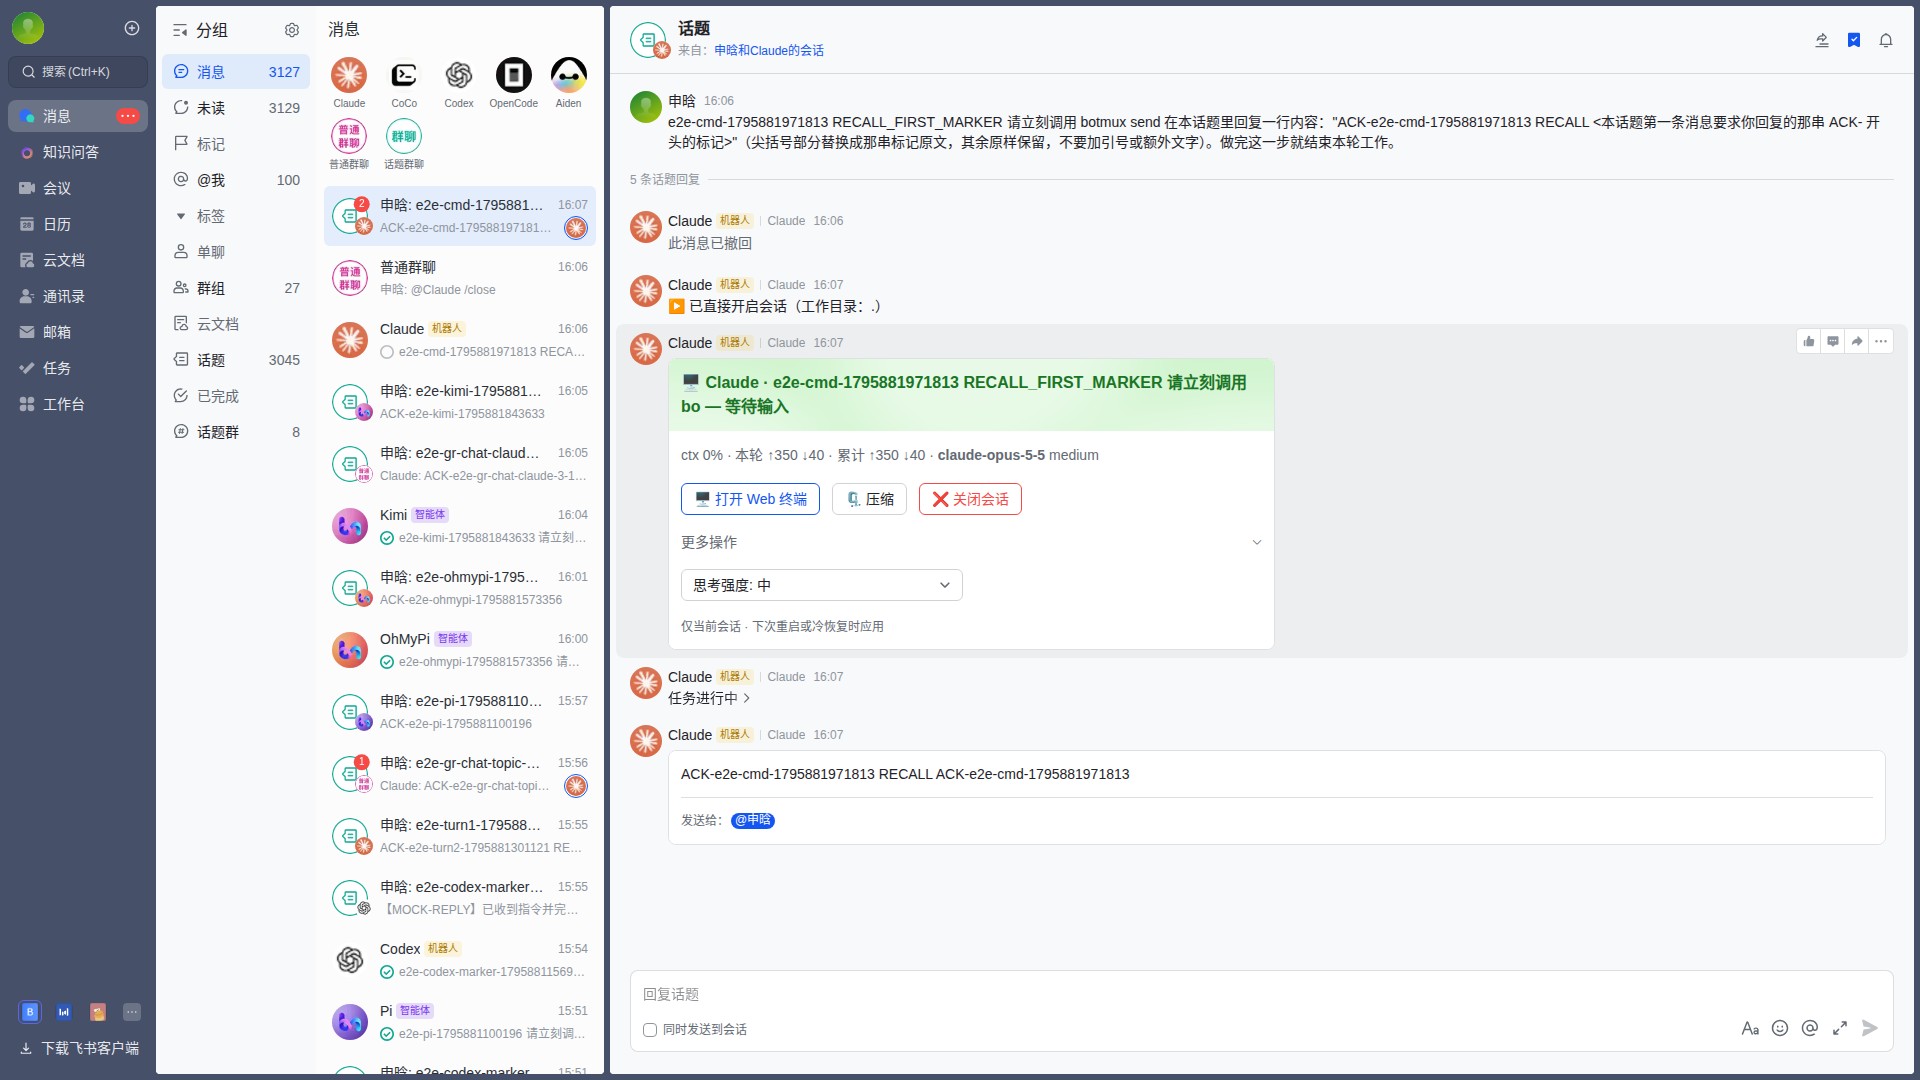 搜索 (Ctrl+K)
消息
知识问答
会议
日历
云文档
通讯录
邮箱
任务
工作台
下载飞书客户端
分组
消息 3127
未读 3129
标记
@我 100
标签
单聊
群组 27
云文档
话题 3045
已完成
话题群 8
消息
Claude CoCo Codex OpenCode Aiden
普通群聊 群聊
普通群聊 话题群聊
2
申晗: e2e-cmd-1795881... 16:07
ACK-e2e-cmd-179588197181...
普通群聊
普通群聊 16:06
申晗: @Claude /close
Claude 机器人 16:06
e2e-cmd-1795881971813 RECA...
申晗: e2e-kimi-1795881... 16:05
ACK-e2e-kimi-1795881843633
申晗: e2e-gr-chat-claud... 16:05
Claude: ACK-e2e-gr-chat-claude-3-1...
Kimi 智能体 16:04
e2e-kimi-1795881843633 请立刻...
申晗: e2e-ohmypi-1795... 16:01
ACK-e2e-ohmypi-1795881573356
OhMyPi 智能体 16:00
e2e-ohmypi-1795881573356 请...
申晗: e2e-pi-179588110... 15:57
ACK-e2e-pi-1795881100196
1
申晗: e2e-gr-chat-topic-... 15:56
Claude: ACK-e2e-gr-chat-topi...
申晗: e2e-turn1-179588... 15:55
ACK-e2e-turn2-1795881301121 RE...
申晗: e2e-codex-marker... 15:55
【MOCK-REPLY】已收到指令并完...
Codex 机器人 15:54
e2e-codex-marker-17958811569...
Pi 智能体 15:51
e2e-pi-1795881100196 请立刻调...
申晗: e2e-codex-marker... 15:51
话题
来自：申晗和Claude的会话
申晗 16:06
e2e-cmd-1795881971813 RECALL_FIRST_MARKER 请立刻调用 botmux send 在本话题里回复一行内容："ACK-e2e-cmd-1795881971813 RECALL <本话题第一条消息要求你回复的那串 ACK- 开
头的标记>"（尖括号部分替换成那串标记原文，其余原样保留，不要加引号或额外文字）。做完这一步就结束本轮工作。
5 条话题回复
Claude 机器人 Claude 16:06
此消息已撤回
Claude 机器人 Claude 16:07
已直接开启会话（工作目录：.）
Claude 机器人 Claude 16:07
Claude · e2e-cmd-1795881971813 RECALL_FIRST_MARKER 请立刻调用
bo — 等待输入
ctx 0% · 本轮 ↑350 ↓40 · 累计 ↑350 ↓40 · claude-opus-5-5 medium
打开 Web 终端 压缩 关闭会话
更多操作
思考强度: 中
仅当前会话 · 下次重启或冷恢复时应用
Claude 机器人 Claude 16:07
任务进行中
Claude 机器人 Claude 16:07
ACK-e2e-cmd-1795881971813 RECALL ACK-e2e-cmd-1795881971813
发送给：@申晗
回复话题
同时发送到会话